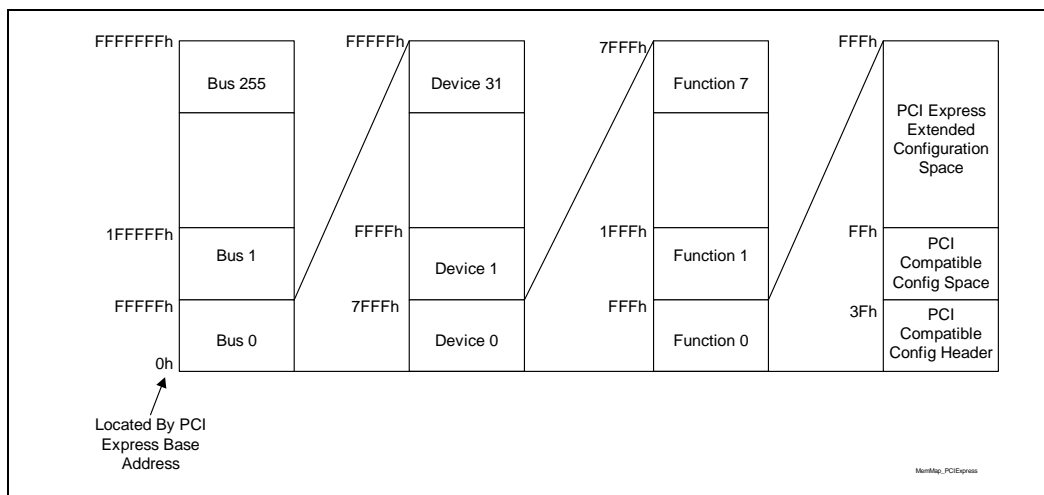 FFFFFFFh
Bus 255
1FFFFFh
Bus 1
FFFFFh
Bus 0
0h
Located By PCI
Express Base
Address
FFFFFh
Device 31
FFFFh
Device 1
7FFFh
Device 0
7FFFh
Function 7
1FFFh
Function 1
FFFh
Function 0
FFFh
PCI Express
Extended
Configuration
Space
FFh
PCI
Compatible
Config Space
3Fh
PCI
Compatible
Config Header
MemMap_PCIExpress